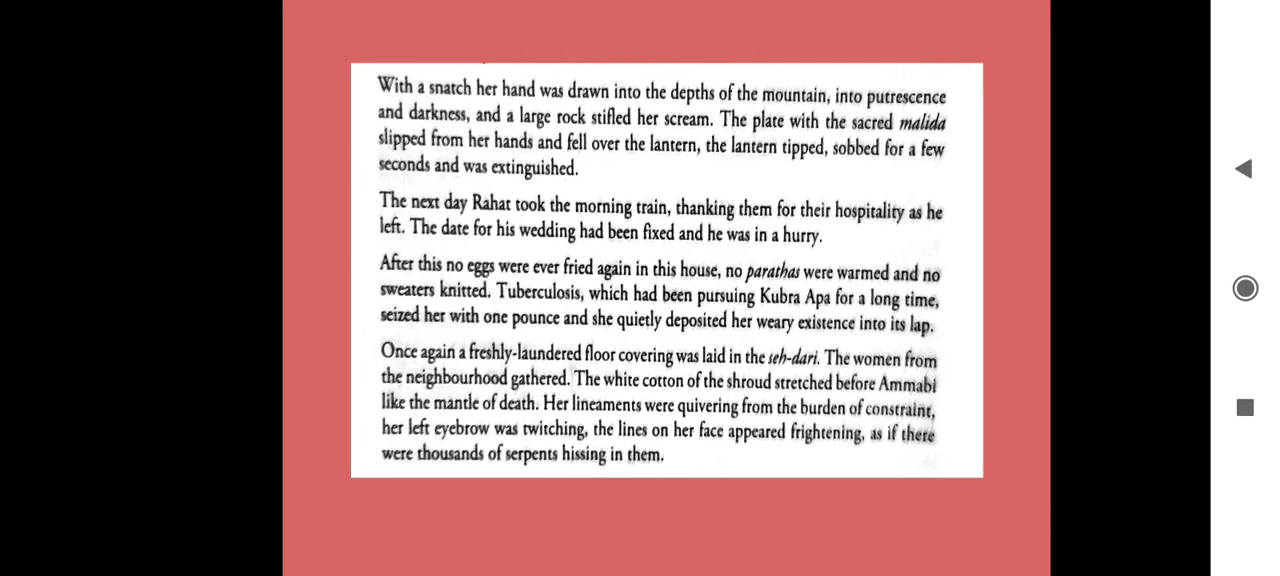 With a snatch her hand was drawn into the depths of the mountain, into putrescence
and darkness, and a large rock stifled her scream. The plate with the sacred malida
slipped from her hands and fell over the lantern, the lantern tipped, sobbed for a few
seconds and was extinguished.
The next day Rahat took the morning train, thanking them for their hospitality as he
left. The date for his wedding had been fixed and he was in a hurry.
After this no eggs were ever fried again in this house, no parathas were warmed and no
sweaters knitted. Tuberculosis, which had been pursuing Kubra Apa for a long time,
seized her with one pounce and she quietly deposited her weary existence into its lap.
Once again a freshly-laundered floor covering was laid in the seh-dari. The women from
the neighbourhood gathered. The white cotton of the shroud stretched before Ammabi
like the mantle of death. Her lineaments were quivering from the burden of constraint,
her left eyebrow was twitching, the lines on her face appeared frightening, as if there
were thousands of serpents hissing in them.